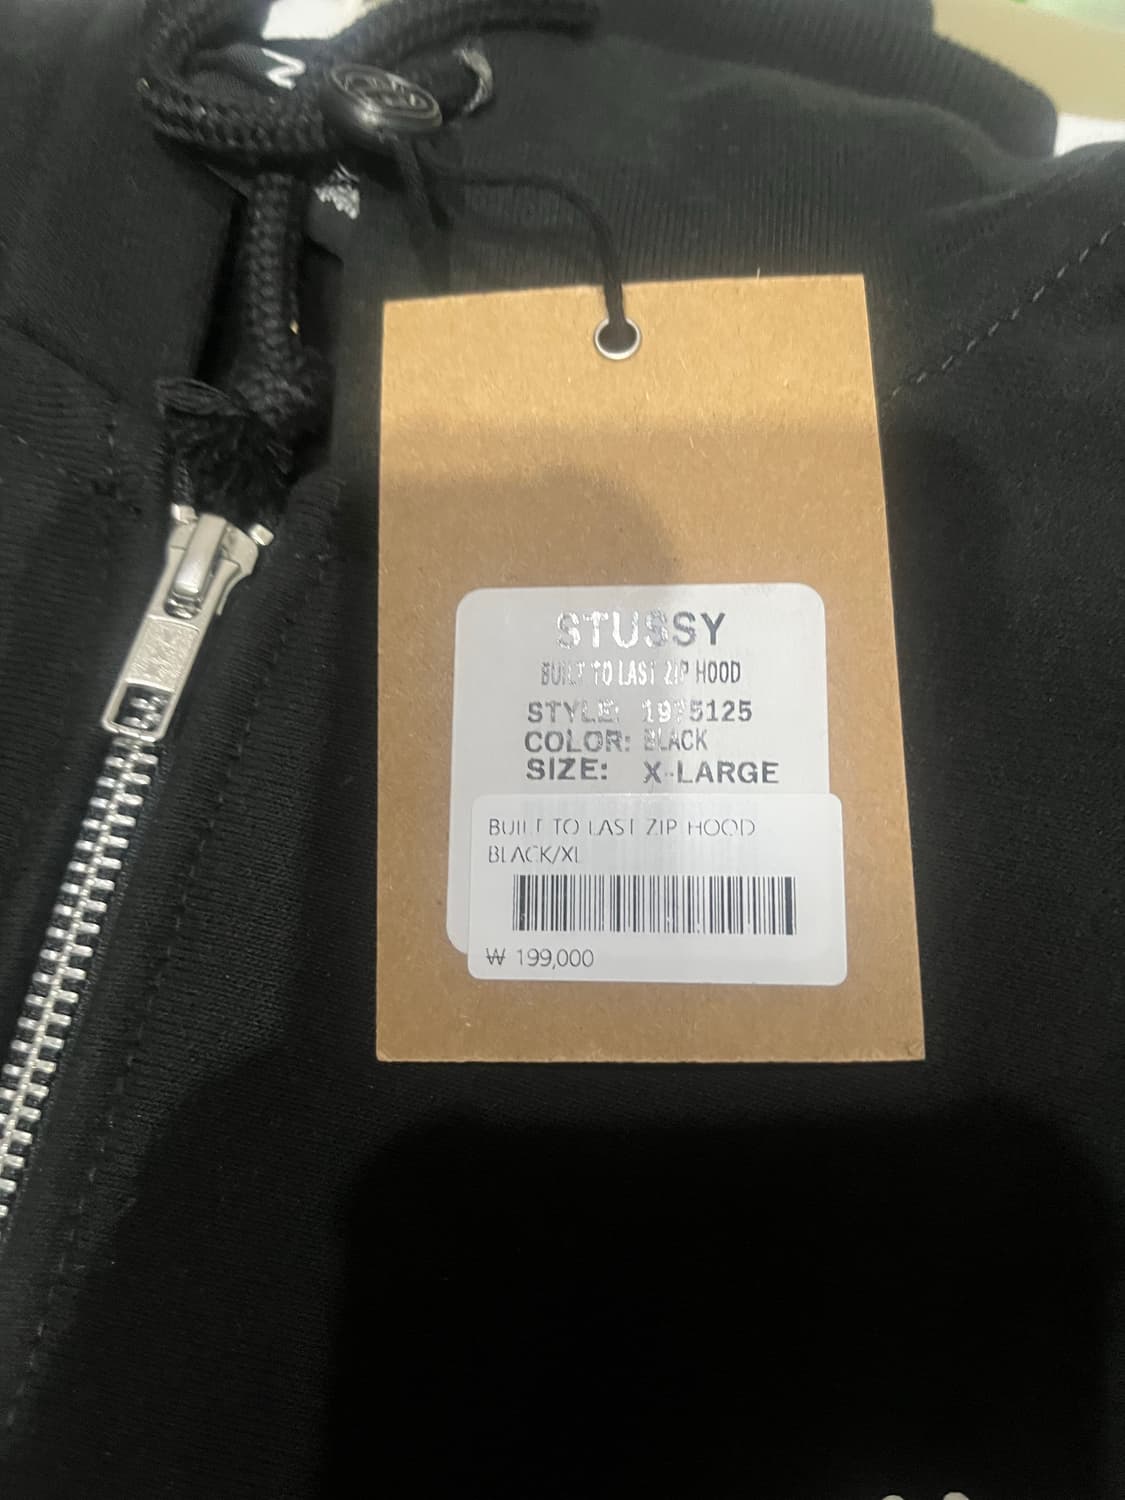 STUSSY
BUILT TO LAST ZIP HOOD
STYLE: 1975125
COLOR: BLACK
SIZE: X-LARGE
BUILT TO LAST ZIP HOOD
BLACK/XL
₩ 199,000